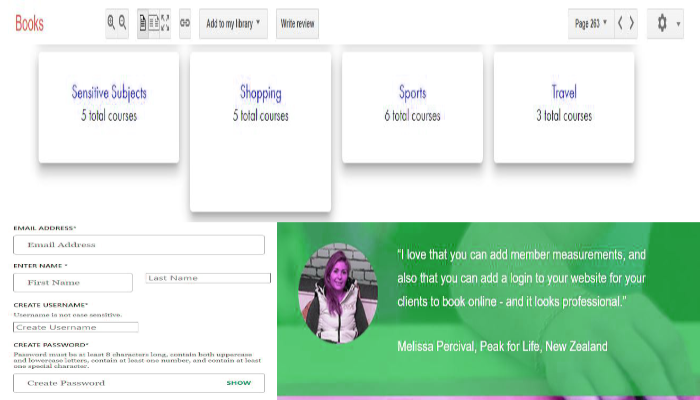 Books
Add to my library
Write review
Page 263
Sensitive Subjects
5 total courses
Shopping
5 total courses
Sports
6 total courses
Travel
3 total courses
EMAIL ADDRESS*
Email Address
ENTER NAME *
First Name
Last Name
CREATE USERNAME*
Username is not case sensitive.
Create Username
CREATE PASSWORD*
Password must be at least 8 characters long, contain both uppercase
and lowercase letters, contain at least one number, and contain at least
one special character.
Create Password
SHOW
"I love that you can add member measurements, and
also that you can add a login to your website for your
clients to book online - and it looks professional."
Melissa Percival, Peak for Life, New Zealand